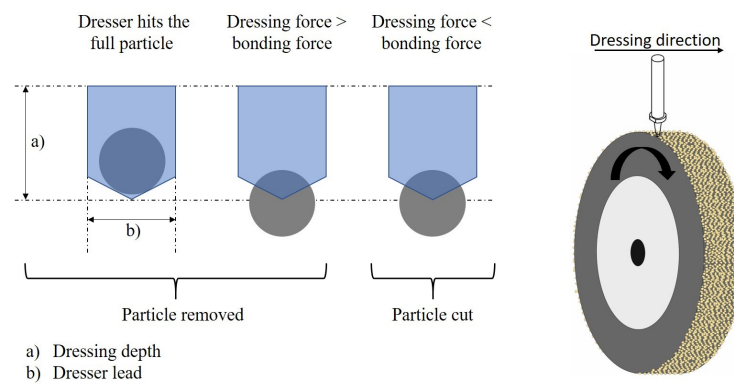 Dresser hits the
full particle
Dressing force >
bonding force
Dressing force <
bonding force
Dressing direction
a)
b)
Particle removed
Particle cut
a) Dressing depth
b) Dresser lead